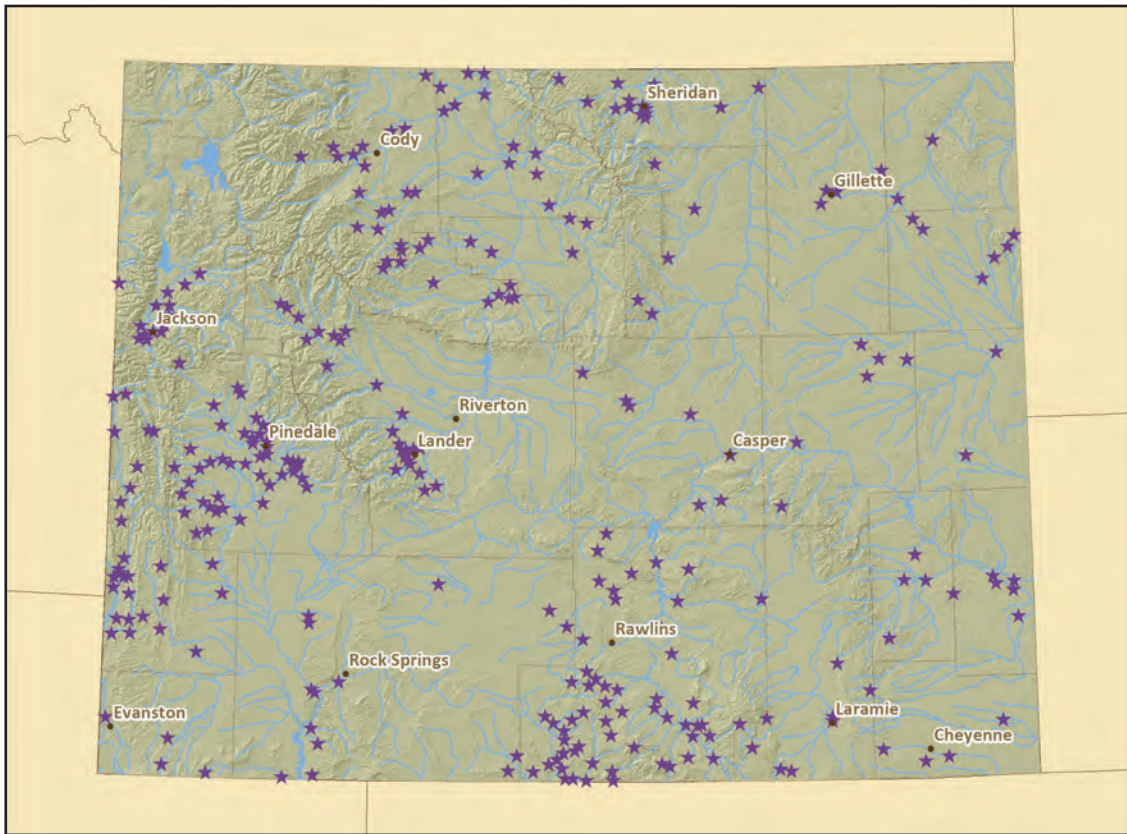 Sheridan
Cody
Gillette
Jackson
Riverton
Pinedale
Lander
Casper
Rawlins
Rock Springs
Evanston
Laramie
Cheyenne